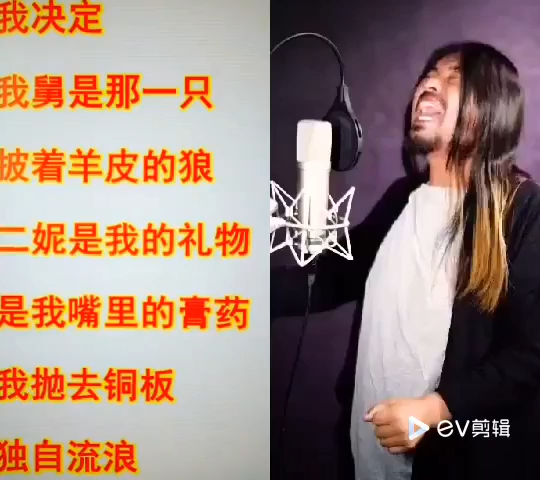 我决定
我舅是那一只
披着羊皮的狼
二妮是我的礼物
是我嘴里的膏药
我抛去铜板
独自流浪
ev剪辑